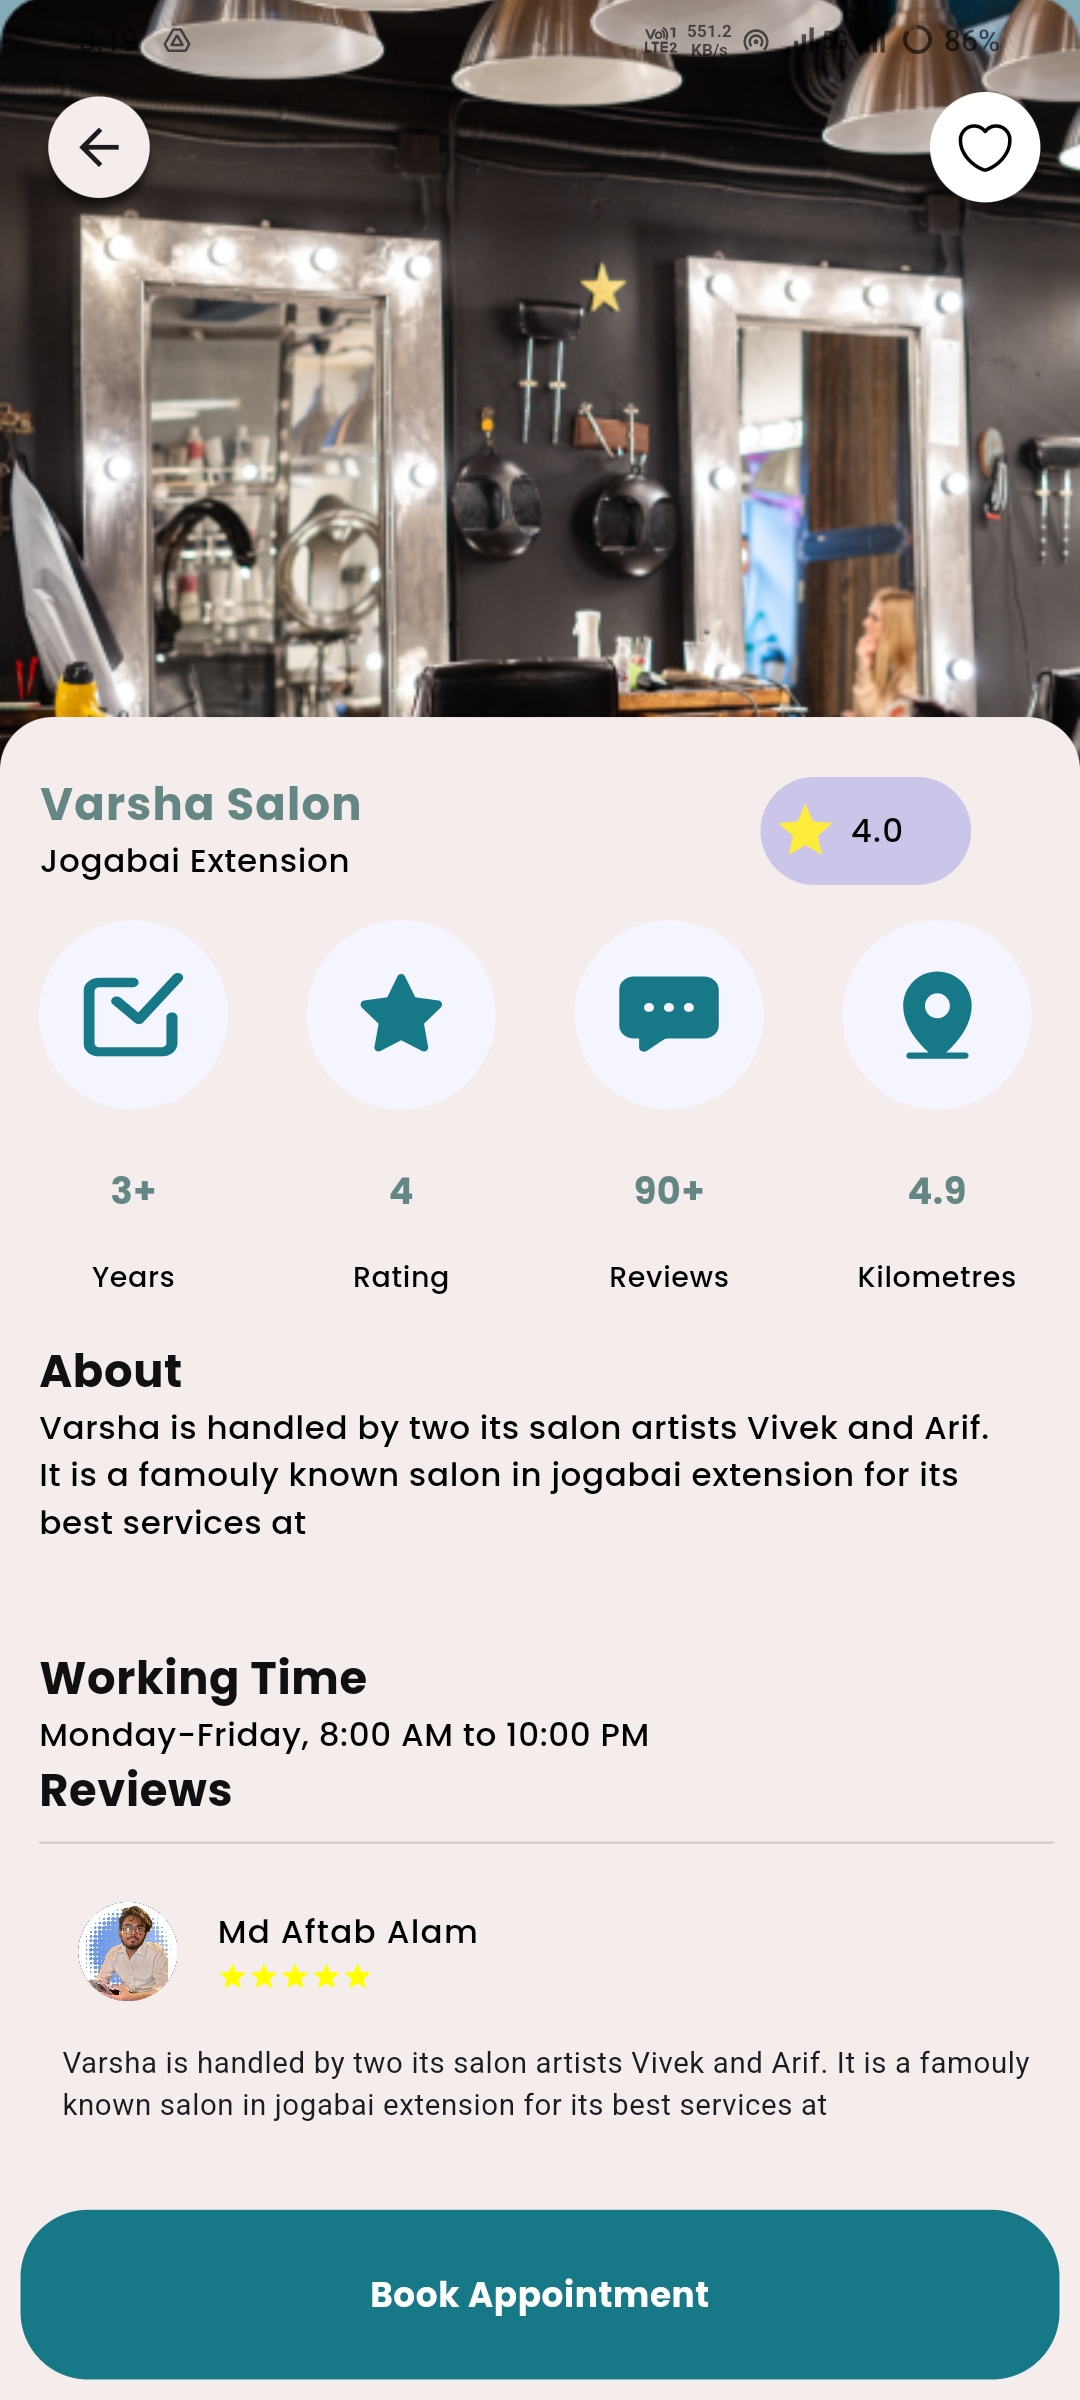 3:19 Vo))1 LTE2 551.2 KB/s 86%
Varsha Salon
4.0
Jogabai Extension
3+ 4 90+ 4.9
Years Rating Reviews Kilometres
About
Varsha is handled by two its salon artists Vivek and Arif.
It is a famouly known salon in jogabai extension for its
best services at
Working Time
Monday-Friday, 8:00 AM to 10:00 PM
Reviews
Md Aftab Alam
Varsha is handled by two its salon artists Vivek and Arif. It is a famouly
known salon in jogabai extension for its best services at
Book Appointment